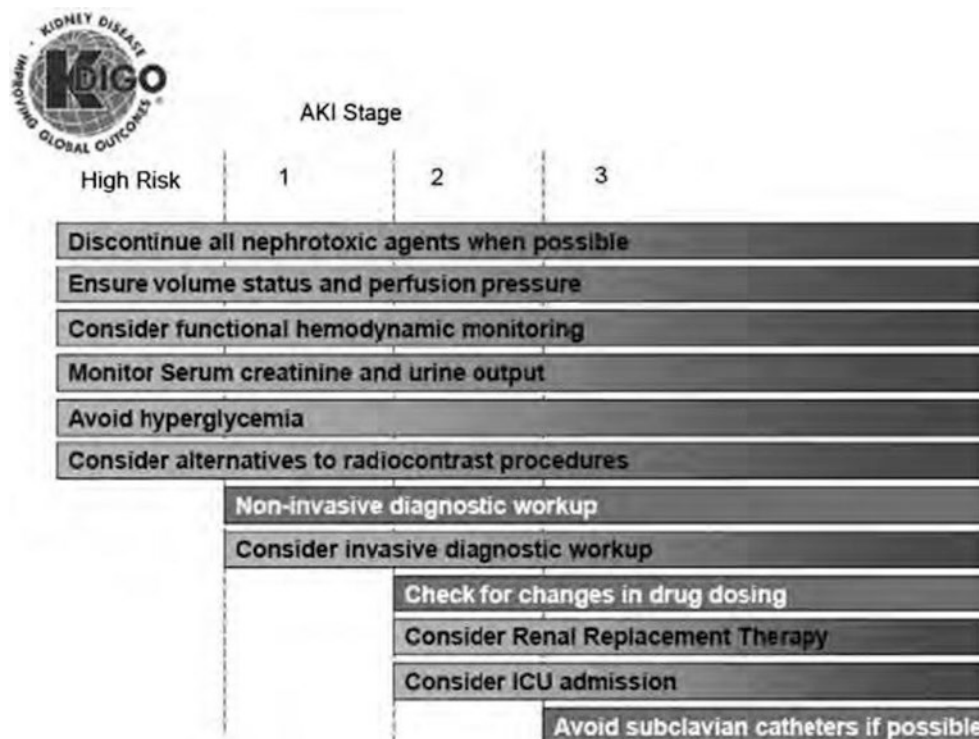 KIDNEY DISEASE
IMPROVING GLOBAL OUTCOMES
KDIGO
®
AKI Stage
High Risk 1 2 3
Discontinue all nephrotoxic agents when possible
Ensure volume status and perfusion pressure
Consider functional hemodynamic monitoring
Monitor Serum creatinine and urine output
Avoid hyperglycemia
Consider alternatives to radiocontrast procedures
Non-invasive diagnostic workup
Consider invasive diagnostic workup
Check for changes in drug dosing
Consider Renal Replacement Therapy
Consider ICU admission
Avoid subclavian catheters if possible